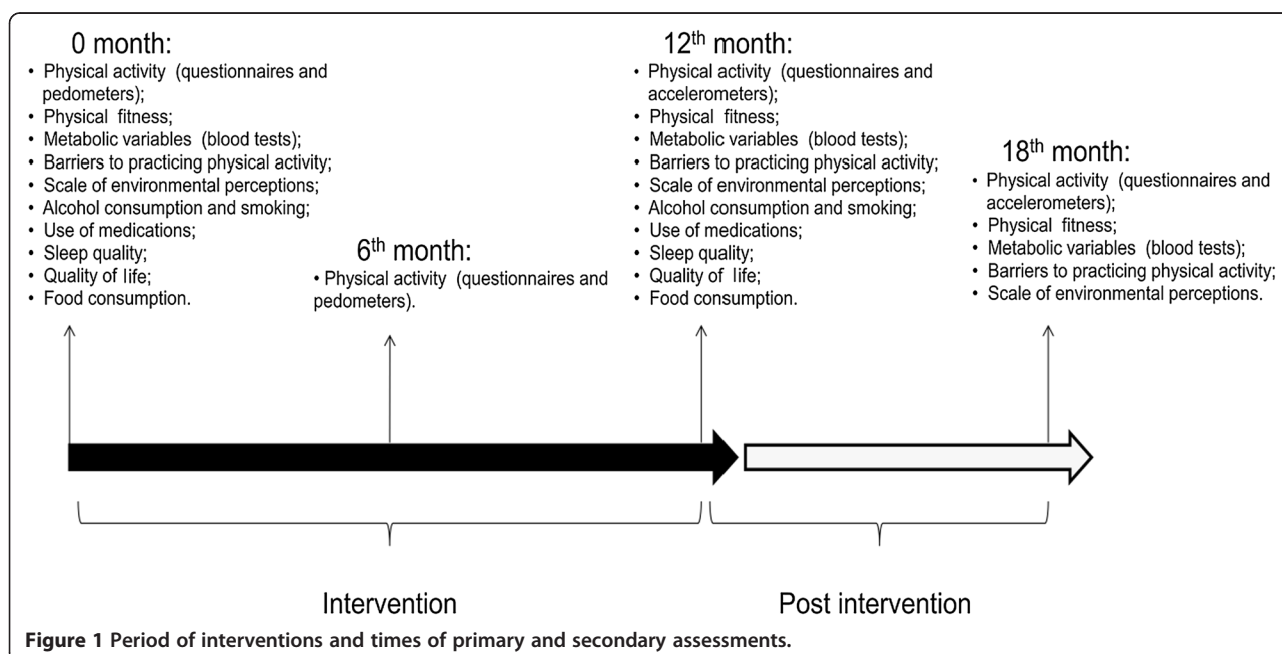 0 month:
• Physical activity (questionnaires and
pedometers);
• Physical fitness;
• Metabolic variables (blood tests);
• Barriers to practicing physical activity;
• Scale of environmental perceptions;
• Alcohol consumption and smoking;
• Use of medications;
• Sleep quality;
• Quality of life;
• Food consumption.
6th month:
• Physical activity (questionnaires and
pedometers).
12th month:
• Physical activity (questionnaires and
accelerometers);
• Physical fitness;
• Metabolic variables (blood tests);
• Barriers to practicing physical activity;
• Scale of environmental perceptions;
• Alcohol consumption and smoking;
• Use of medications;
• Sleep quality;
• Quality of life;
• Food consumption.
18th month:
• Physical activity (questionnaires and
accelerometers);
• Physical fitness;
• Metabolic variables (blood tests);
• Barriers to practicing physical activity;
• Scale of environmental perceptions.
Intervention
Post intervention
Figure 1 Period of interventions and times of primary and secondary assessments.